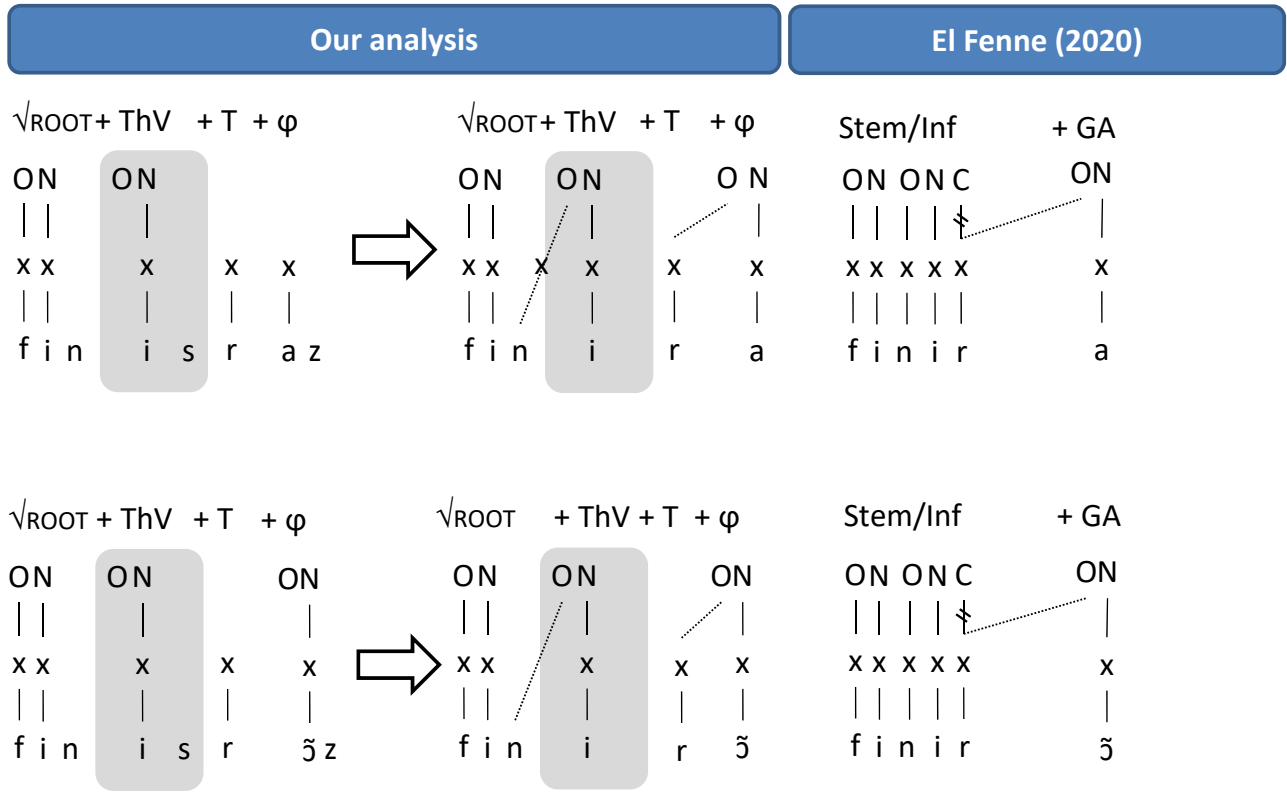 Our analysis El Fenne (2020)
√ROOT + ThV + T + φ √ROOT + ThV + T + φ Stem/Inf + GA
ON ON ON ON O N ON ON C ON
x x x x x x x x x x x x x x x x x
f i n i s r a z f i n i r a f i n i r a
√ROOT + ThV + T + φ √ROOT + ThV + T + φ Stem/Inf + GA
ON ON ON ON ON ON ON ON C ON
x x x x x x x x x x x x x x x x
f i n i s r ɔ̃ z f i n i r ɔ̃ f i n i r ɔ̃